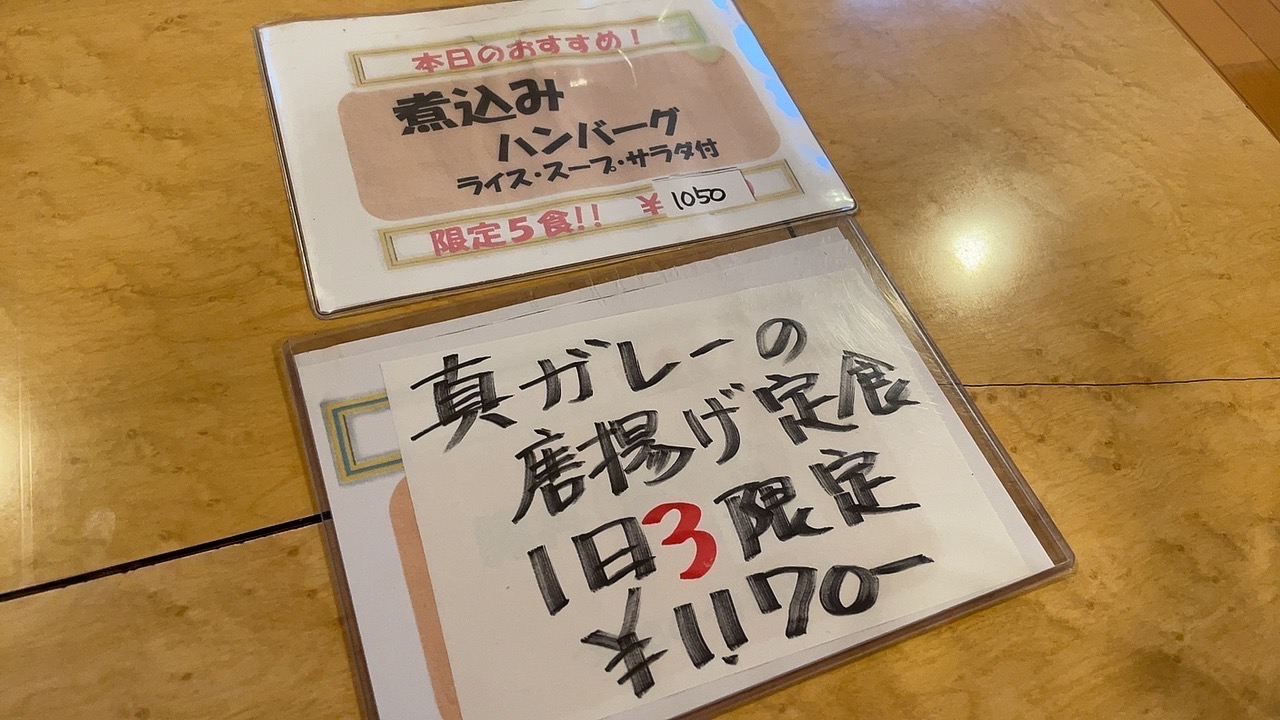 本日のおすすめ!
煮込み
ハンバーグ
ライス・スープ・サラダ付
限定5食!! ¥1050
真ガレーの
唐揚げ定食
1日3限定
¥1170ー